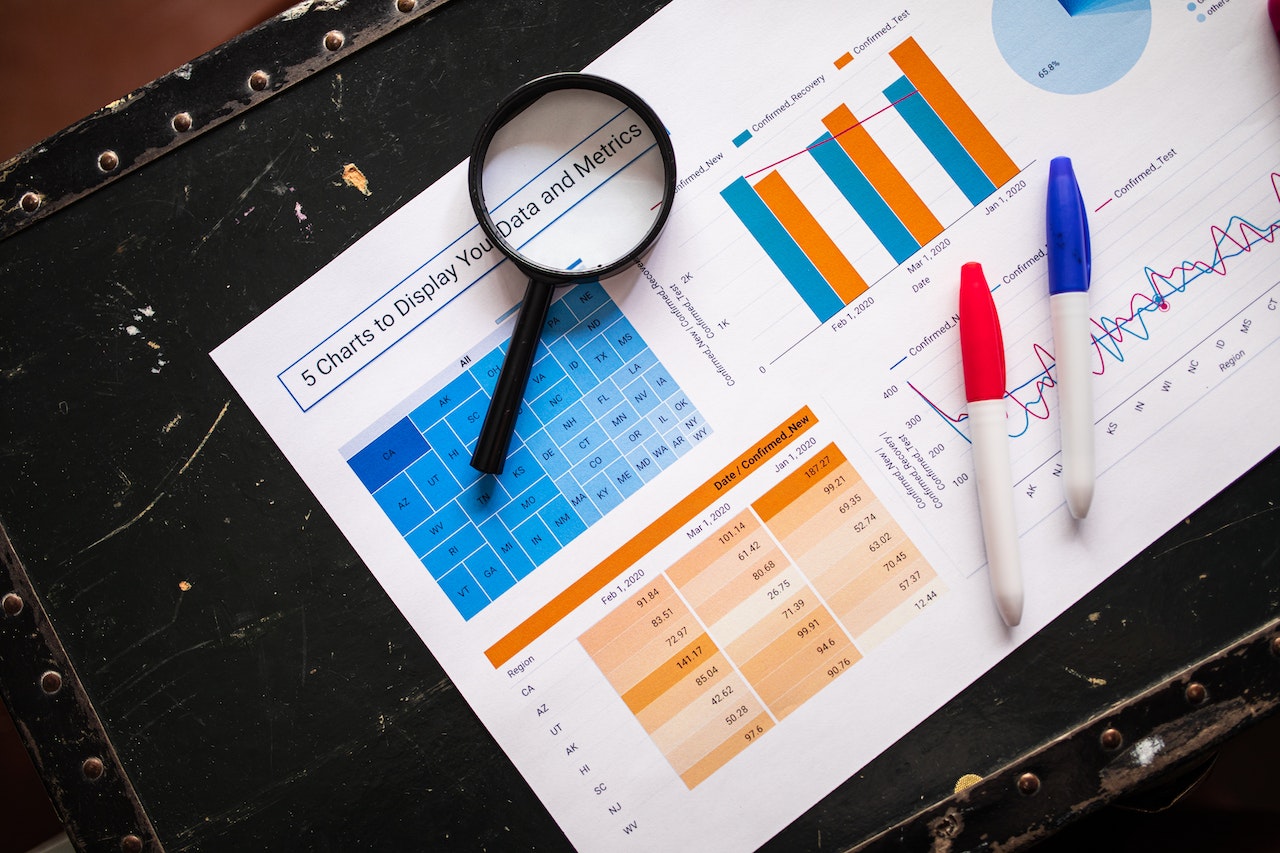 5 Charts to Display Your Data and Metrics
All
CA
AZ
WV
RI
VT
AK
UT
GA
SC
HI
TN
MI
OH
KS
MO
IN
NM
PA
VA
NC
DE
MA
NE
ND
ID
NH
CT
CO
KY
TX
FL
MN
OR
ME
MS
LA
NV
IL
MD
IA
OK
WA
AR
NY
WY
Date / Confirmed_New
Region
Feb 1, 2020
Mar 1, 2020
Jan 1, 2020
CA
91.84
101.14
187.27
AZ
83.51
61.42
99.21
UT
72.97
80.68
69.35
AK
141.17
26.75
52.74
HI
85.04
71.39
63.02
SC
42.62
99.91
70.45
NJ
50.28
94.6
57.37
WV
97.6
90.76
12.44
Confirmed_Recovery
Confirmed_Test
Confirmed_New | Confirmed_Recovery
Confirmed_Test
2K
1K
0
Feb 1, 2020
Mar 1, 2020
Jan 1, 2020
Date
65.8%
others
Confirmed_Test
400
300
200
100
Confirmed_New |
Confirmed_Recovery |
Confirmed_Test
AK
NJ
KS
IN
WI
NC
ID
MS
CT
Region